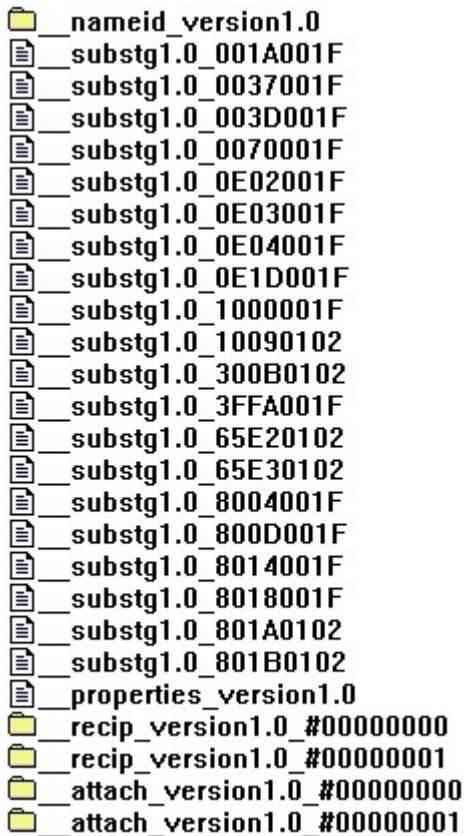 __nameid_version1.0
__substg1.0_001A001F
__substg1.0_0037001F
__substg1.0_003D001F
__substg1.0_0070001F
__substg1.0_0E02001F
__substg1.0_0E03001F
__substg1.0_0E04001F
__substg1.0_0E1D001F
__substg1.0_1000001F
__substg1.0_10090102
__substg1.0_300B0102
__substg1.0_3FFA001F
__substg1.0_65E20102
__substg1.0_65E30102
__substg1.0_8004001F
__substg1.0_800D001F
__substg1.0_8014001F
__substg1.0_8018001F
__substg1.0_801A0102
__substg1.0_801B0102
__properties_version1.0
__recip_version1.0_#00000000
__recip_version1.0_#00000001
__attach_version1.0_#00000000
__attach_version1.0_#00000001